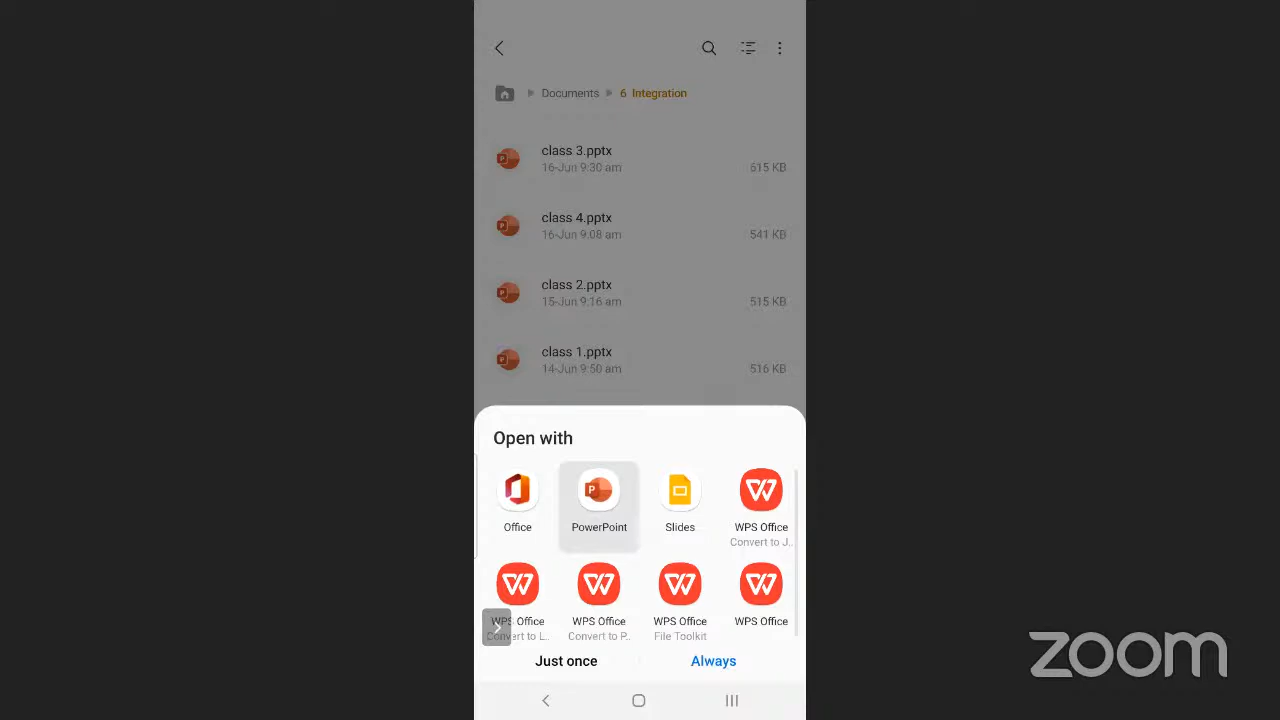 Documents 6 Integration
class 3.pptx
16-Jun 9:30 am 615 KB
class 4.pptx
16-Jun 9.08 am 541 KB
class 2.pptx
15-Jun 9:16 am 515 KB
class 1.pptx
14-Jun 9:50 am 516 KB
Open with
Office PowerPoint Slides WPS Office
Convert to J..
WPS Office WPS Office WPS Office WPS Office
Convert to L.. Convert to P.. File Toolkit
Just once Always
zoom